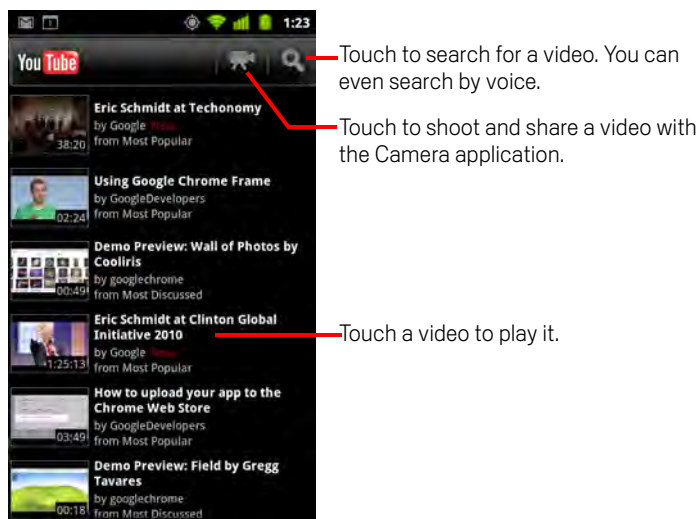 1:23
You Tube
Touch to search for a video. You can
even search by voice.
Touch to shoot and share a video with
the Camera application.
Eric Schmidt at Techonomy
by Google New
from Most Popular
38:20
Using Google Chrome Frame
by GoogleDevelopers
from Most Popular
02:24
Demo Preview: Wall of Photos by
Cooliris
by googlechrome
from Most Discussed
00:49
Eric Schmidt at Clinton Global
Initiative 2010
by Google New
from Most Popular
1:25:13
Touch a video to play it.
How to upload your app to the
Chrome Web Store
by GoogleDevelopers
from Most Popular
03:49
Demo Preview: Field by Gregg
Tavares
by googlechrome
from Most Discussed
00:18